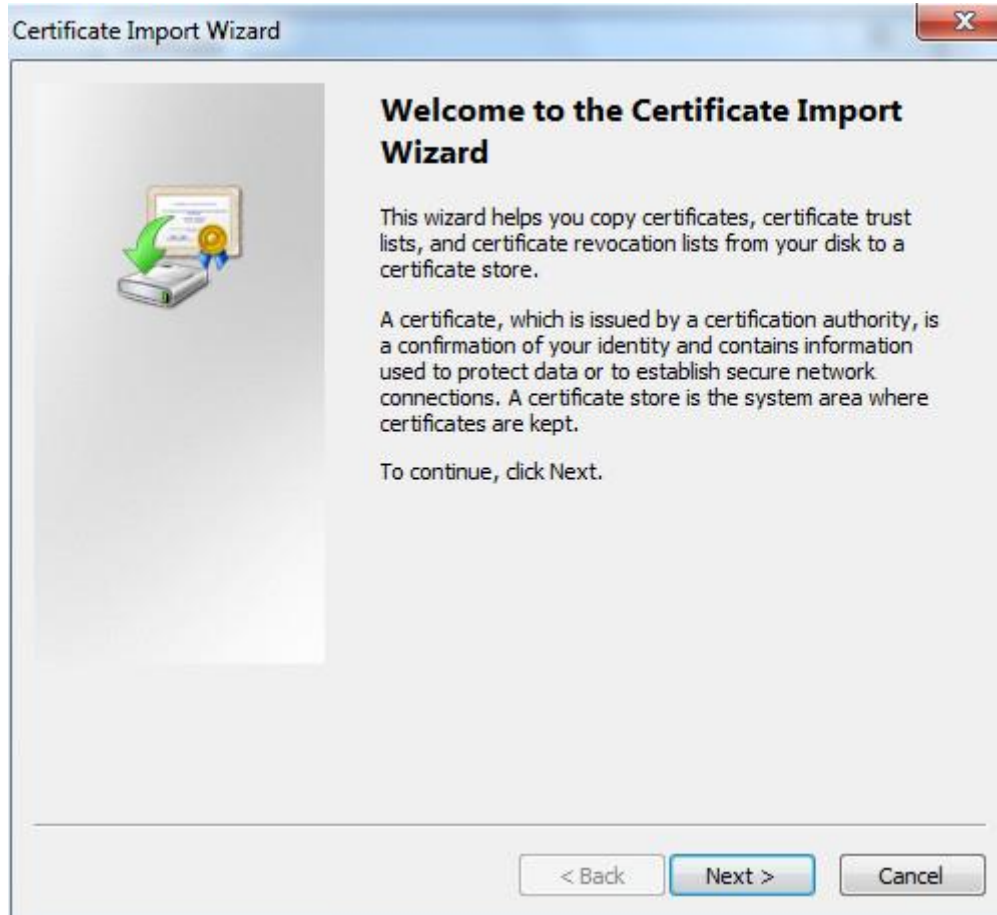 Certificate Import Wizard
Welcome to the Certificate Import
Wizard
This wizard helps you copy certificates, certificate trust
lists, and certificate revocation lists from your disk to a
certificate store.
A certificate, which is issued by a certification authority, is
a confirmation of your identity and contains information
used to protect data or to establish secure network
connections. A certificate store is the system area where
certificates are kept.
To continue, click Next.
< Back Next > Cancel